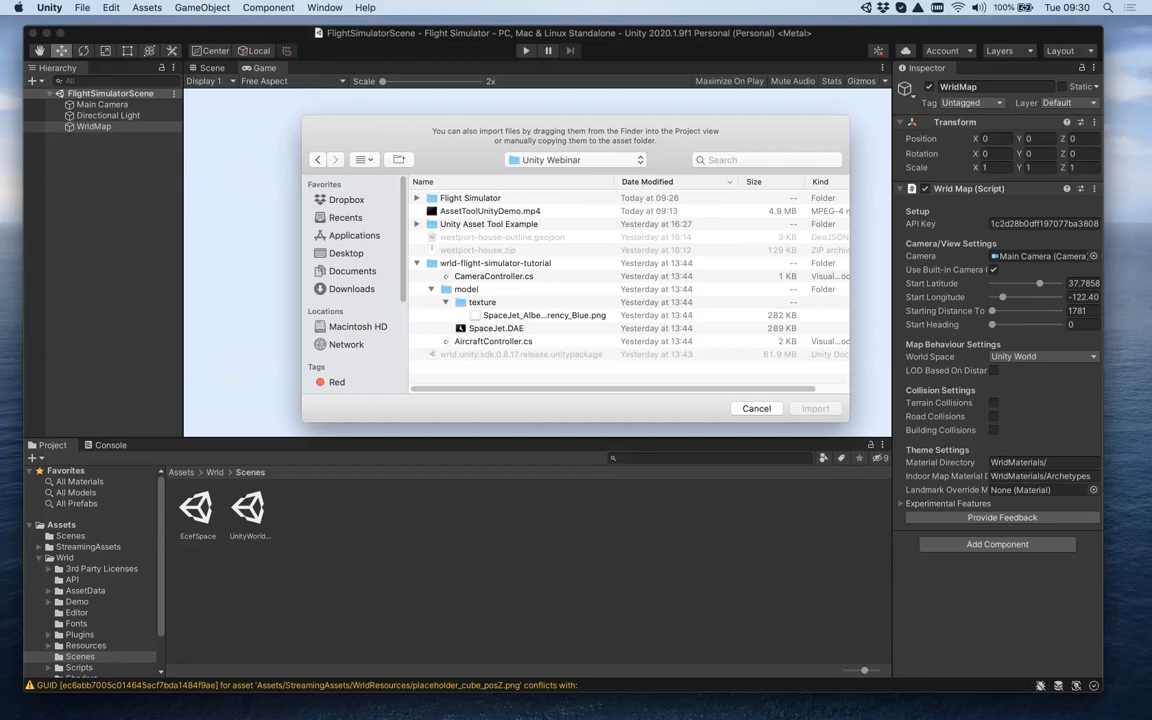 Unity File Edit Assets GameObject Component Window Help 100% Tue 09:30
FlightSimulatorScene - Flight Simulator - PC, Mac & Linux Standalone - Unity 2020.1.9f1 Personal (Personal) <Metal>
Center Local Account Layers Layout
Hierarchy
All
FlightSimulatorScene
Main Camera
Directional Light
WrldMap
Scene Game
Display 1 Free Aspect Scale 2x Maximize On Play Mute Audio Stats Gizmos
You can also import files by dragging them from the Finder into the Project view
or manually copying them to the asset folder.
Unity Webinar
Search
Favorites
Dropbox
Recents
Applications
Desktop
Documents
Downloads
Locations
Macintosh HD
Network
Tags
Red
Name Date Modified Size Kind
Flight Simulator Today at 09:26 -- Folder
AssetToolUnityDemo.mp4 Today at 09:13 4.9 MB MPEG-4
Unity Asset Tool Example Yesterday at 16:27 -- Folder
westport-house-outline.geojson Yesterday at 16:14 3 KB GeoJSON
westport-house.zip Yesterday at 16:12 129 KB ZIP
wrld-flight-simulator-tutorial Yesterday at 13:44 -- Folder
CameraController.cs Yesterday at 13:44 1 KB Visual...
model Yesterday at 13:44 -- Folder
texture Yesterday at 13:44 -- Folder
SpaceJet_Albe...rency_Blue.png Yesterday at 13:44 282 KB
SpaceJet.DAE Yesterday at 13:44 289 KB
AircraftController.cs Yesterday at 13:44 2 KB Visual...
wrld.unity.sdk.0.8.17.release.unitypackage Yesterday at 13:43 61.9 MB Unity
Cancel Import
Inspector
WrldMap Static
Tag Untagged Layer Default
Transform
Position X 0 Y 0 Z 0
Rotation X 0 Y 0 Z 0
Scale X 1 Y 1 Z 1
Wrld Map (Script)
Setup
API Key 1c2d28b0dff197077ba3808
Camera/View Settings
Camera Main Camera (Camera)
Use Built-in Camera
Start Latitude 37.7858
Start Longitude -122.40
Starting Distance To 1781
Start Heading 0
Map Behaviour Settings
World Space Unity World
LOD Based On Distan
Collision Settings
Terrain Collisions
Road Collisions
Building Collisions
Theme Settings
Material Directory WrldMaterials/
Indoor Map Material D WrldMaterials/Archetypes
Landmark Override M None (Material)
Experimental Features
Provide Feedback
Add Component
Project Console
9
Favorites
All Materials
All Models
All Prefabs
Assets
Scenes
StreamingAssets
Wrld
3rd Party Licenses
API
AssetData
Demo
Editor
Fonts
Plugins
Resources
Scenes
Scripts
Assets Wrld Scenes
EcefSpace UnityWorld...
GUID [ec6abb7005c014645acf7bda1484f9ae] for asset 'Assets/StreamingAssets/WrldResources/placeholder_cube_posZ.png' conflicts with: